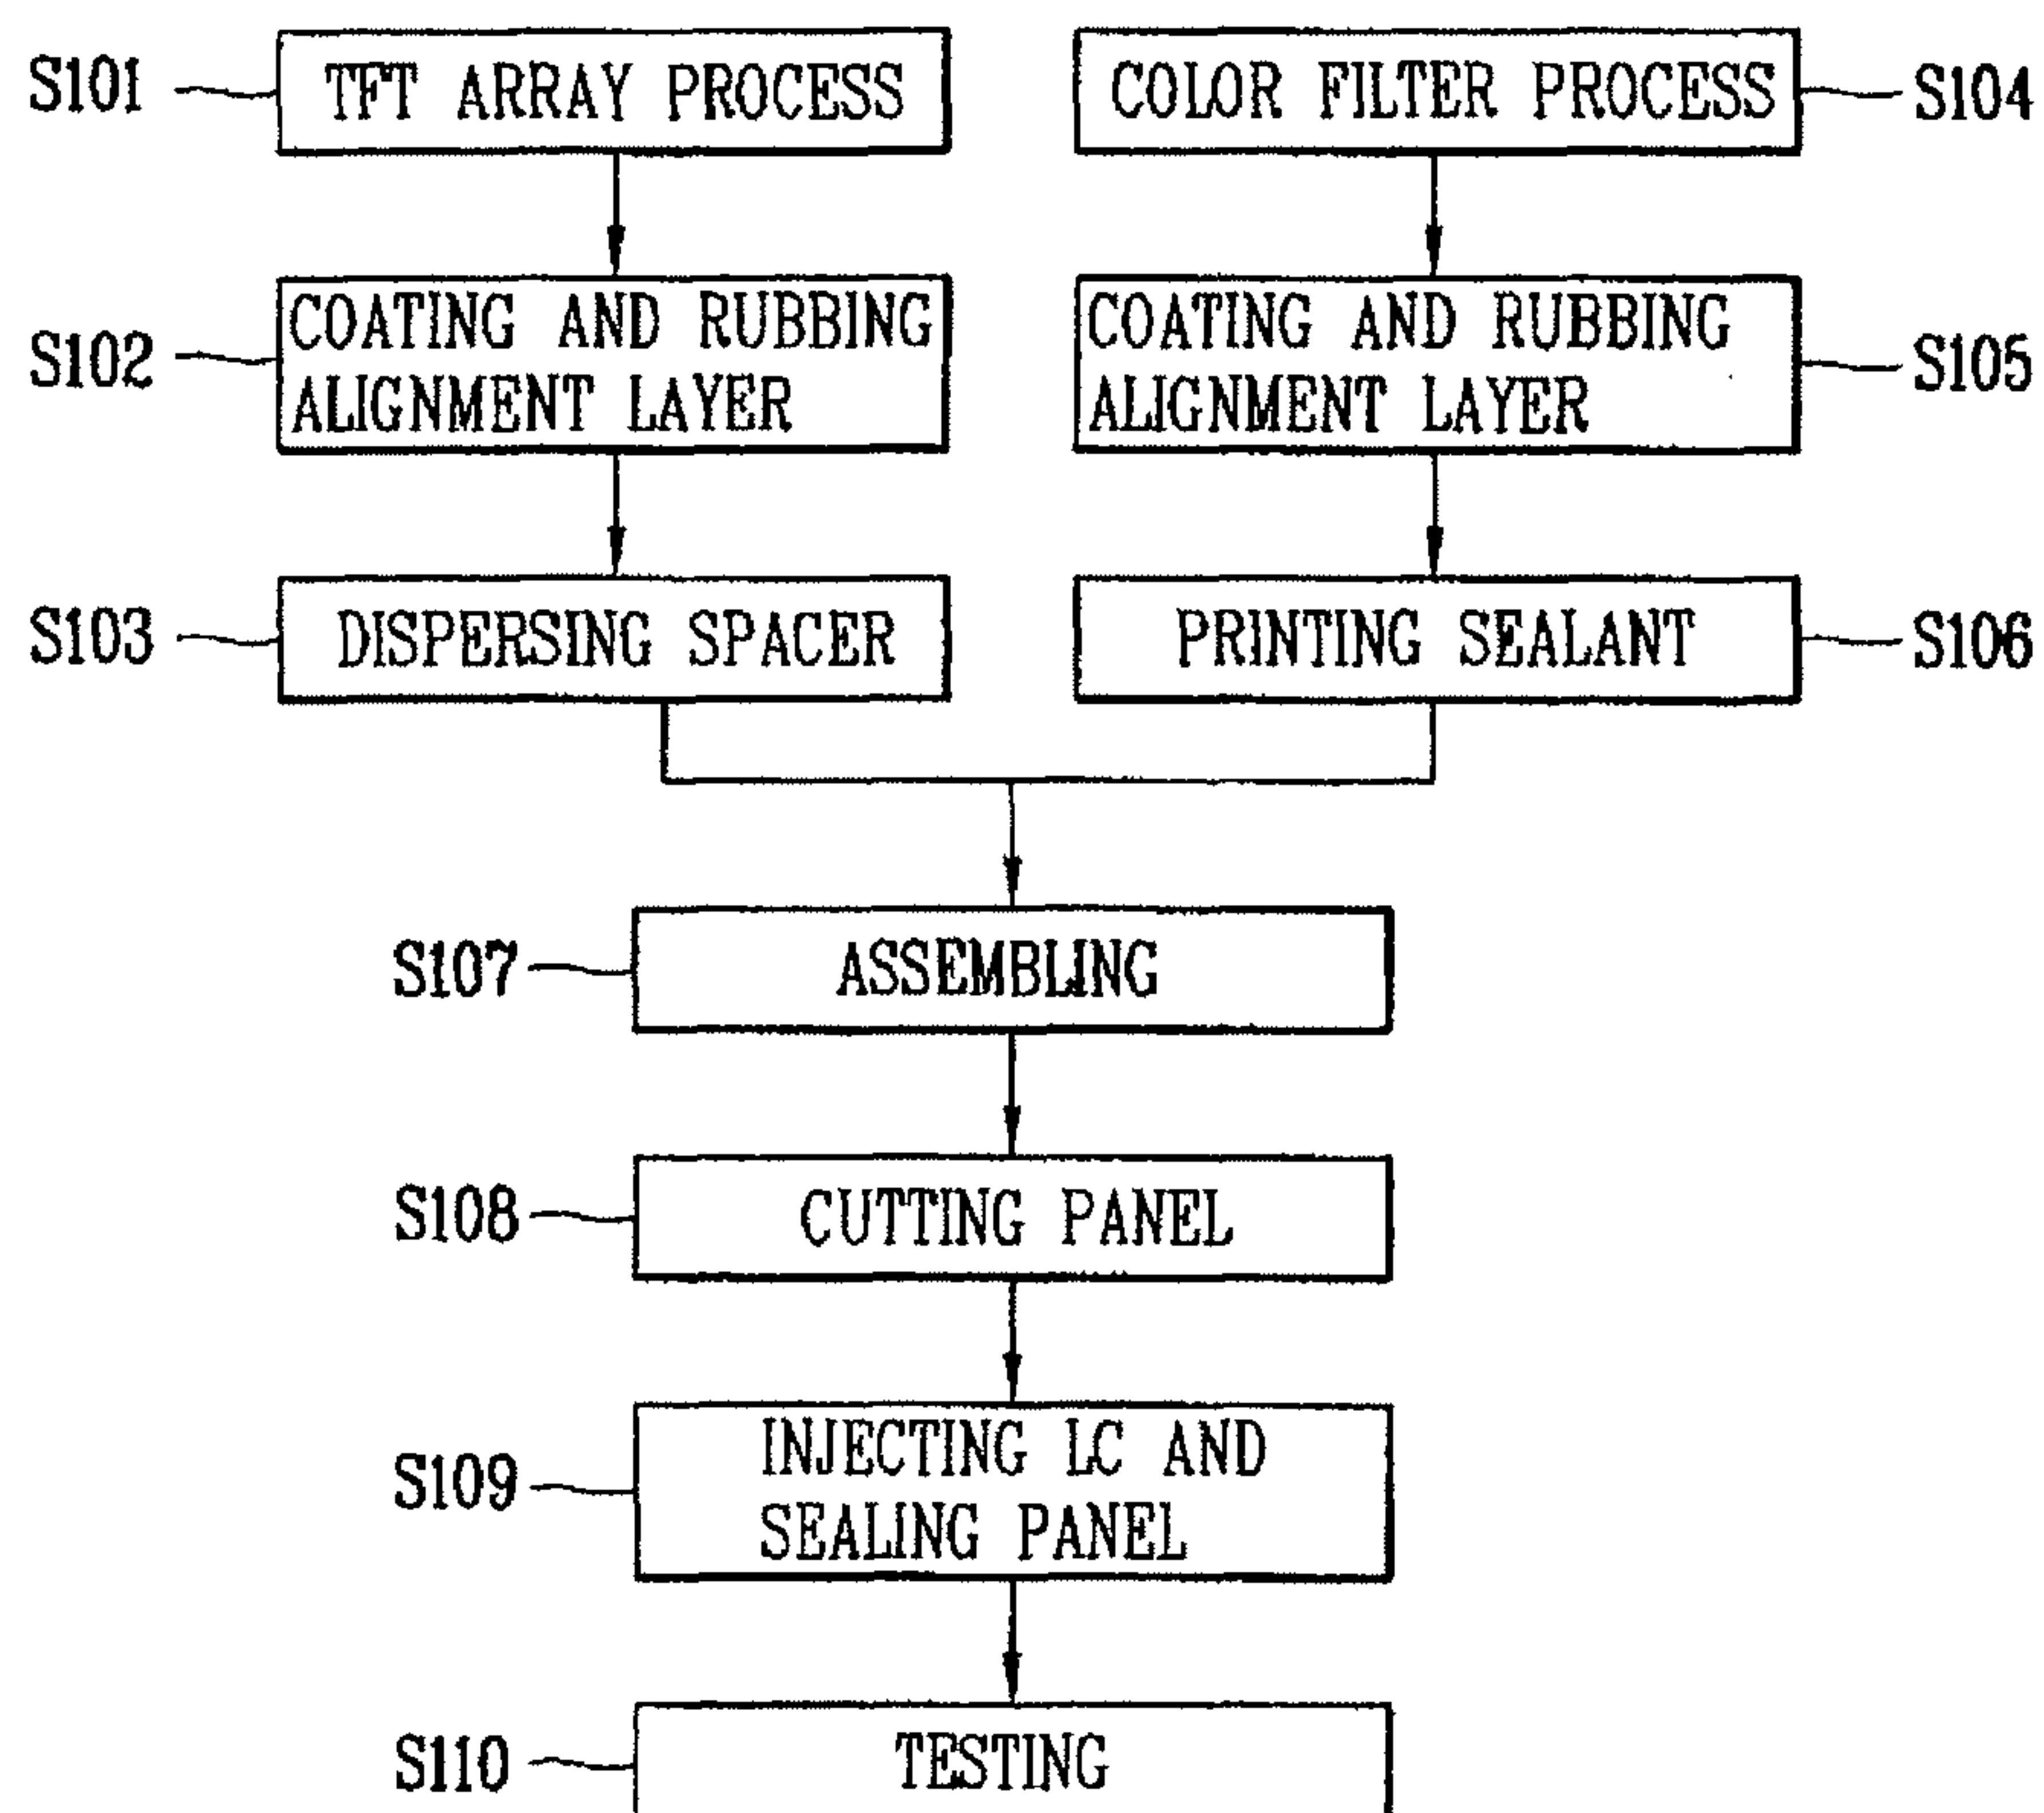 S101
TFT ARRAY PROCESS
COLOR FILTER PROCESS
S104
S102
COATING AND RUBBING
ALIGNMENT LAYER
COATING AND RUBBING
ALIGNMENT LAYER
S105
S103
DISPERSING SPACER
PRINTING SEALANT
S106
S107
ASSEMBLING
S108
CUTTING PANEL
S109
INJECTING LC AND
SEALING PANEL
S110
TESTING